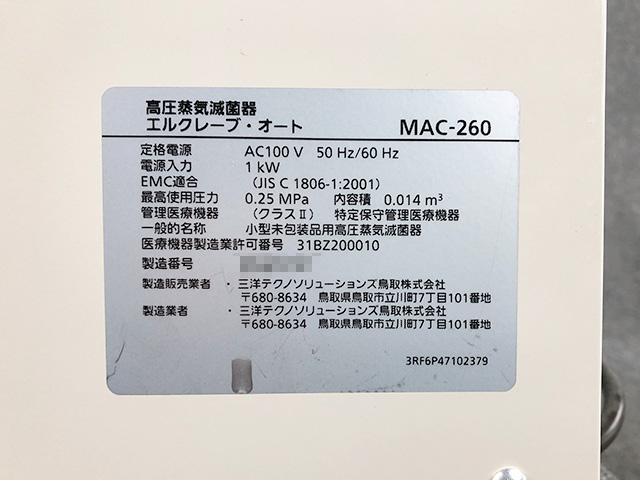 高圧蒸気滅菌器
エルクレーブ・オート MAC-260
定格電源 AC100 V 50 Hz/60 Hz
電源入力 1 kW
EMC適合 (JIS C 1806-1:2001)
最高使用圧力 0.25 MPa 内容積 0.014 m³
管理医療機器 (クラスⅡ) 特定保守管理医療機器
一般的名称 小型未包装品用高圧蒸気滅菌器
医療機器製造業許可番号 31BZ200010
製造番号
製造販売業者 ・三洋テクノソリューションズ鳥取株式会社
〒680-8634 鳥取県鳥取市立川町7丁目101番地
製造業者 ・三洋テクノソリューションズ鳥取株式会社
〒680-8634 鳥取県鳥取市立川町7丁目101番地
3RF6P47102379